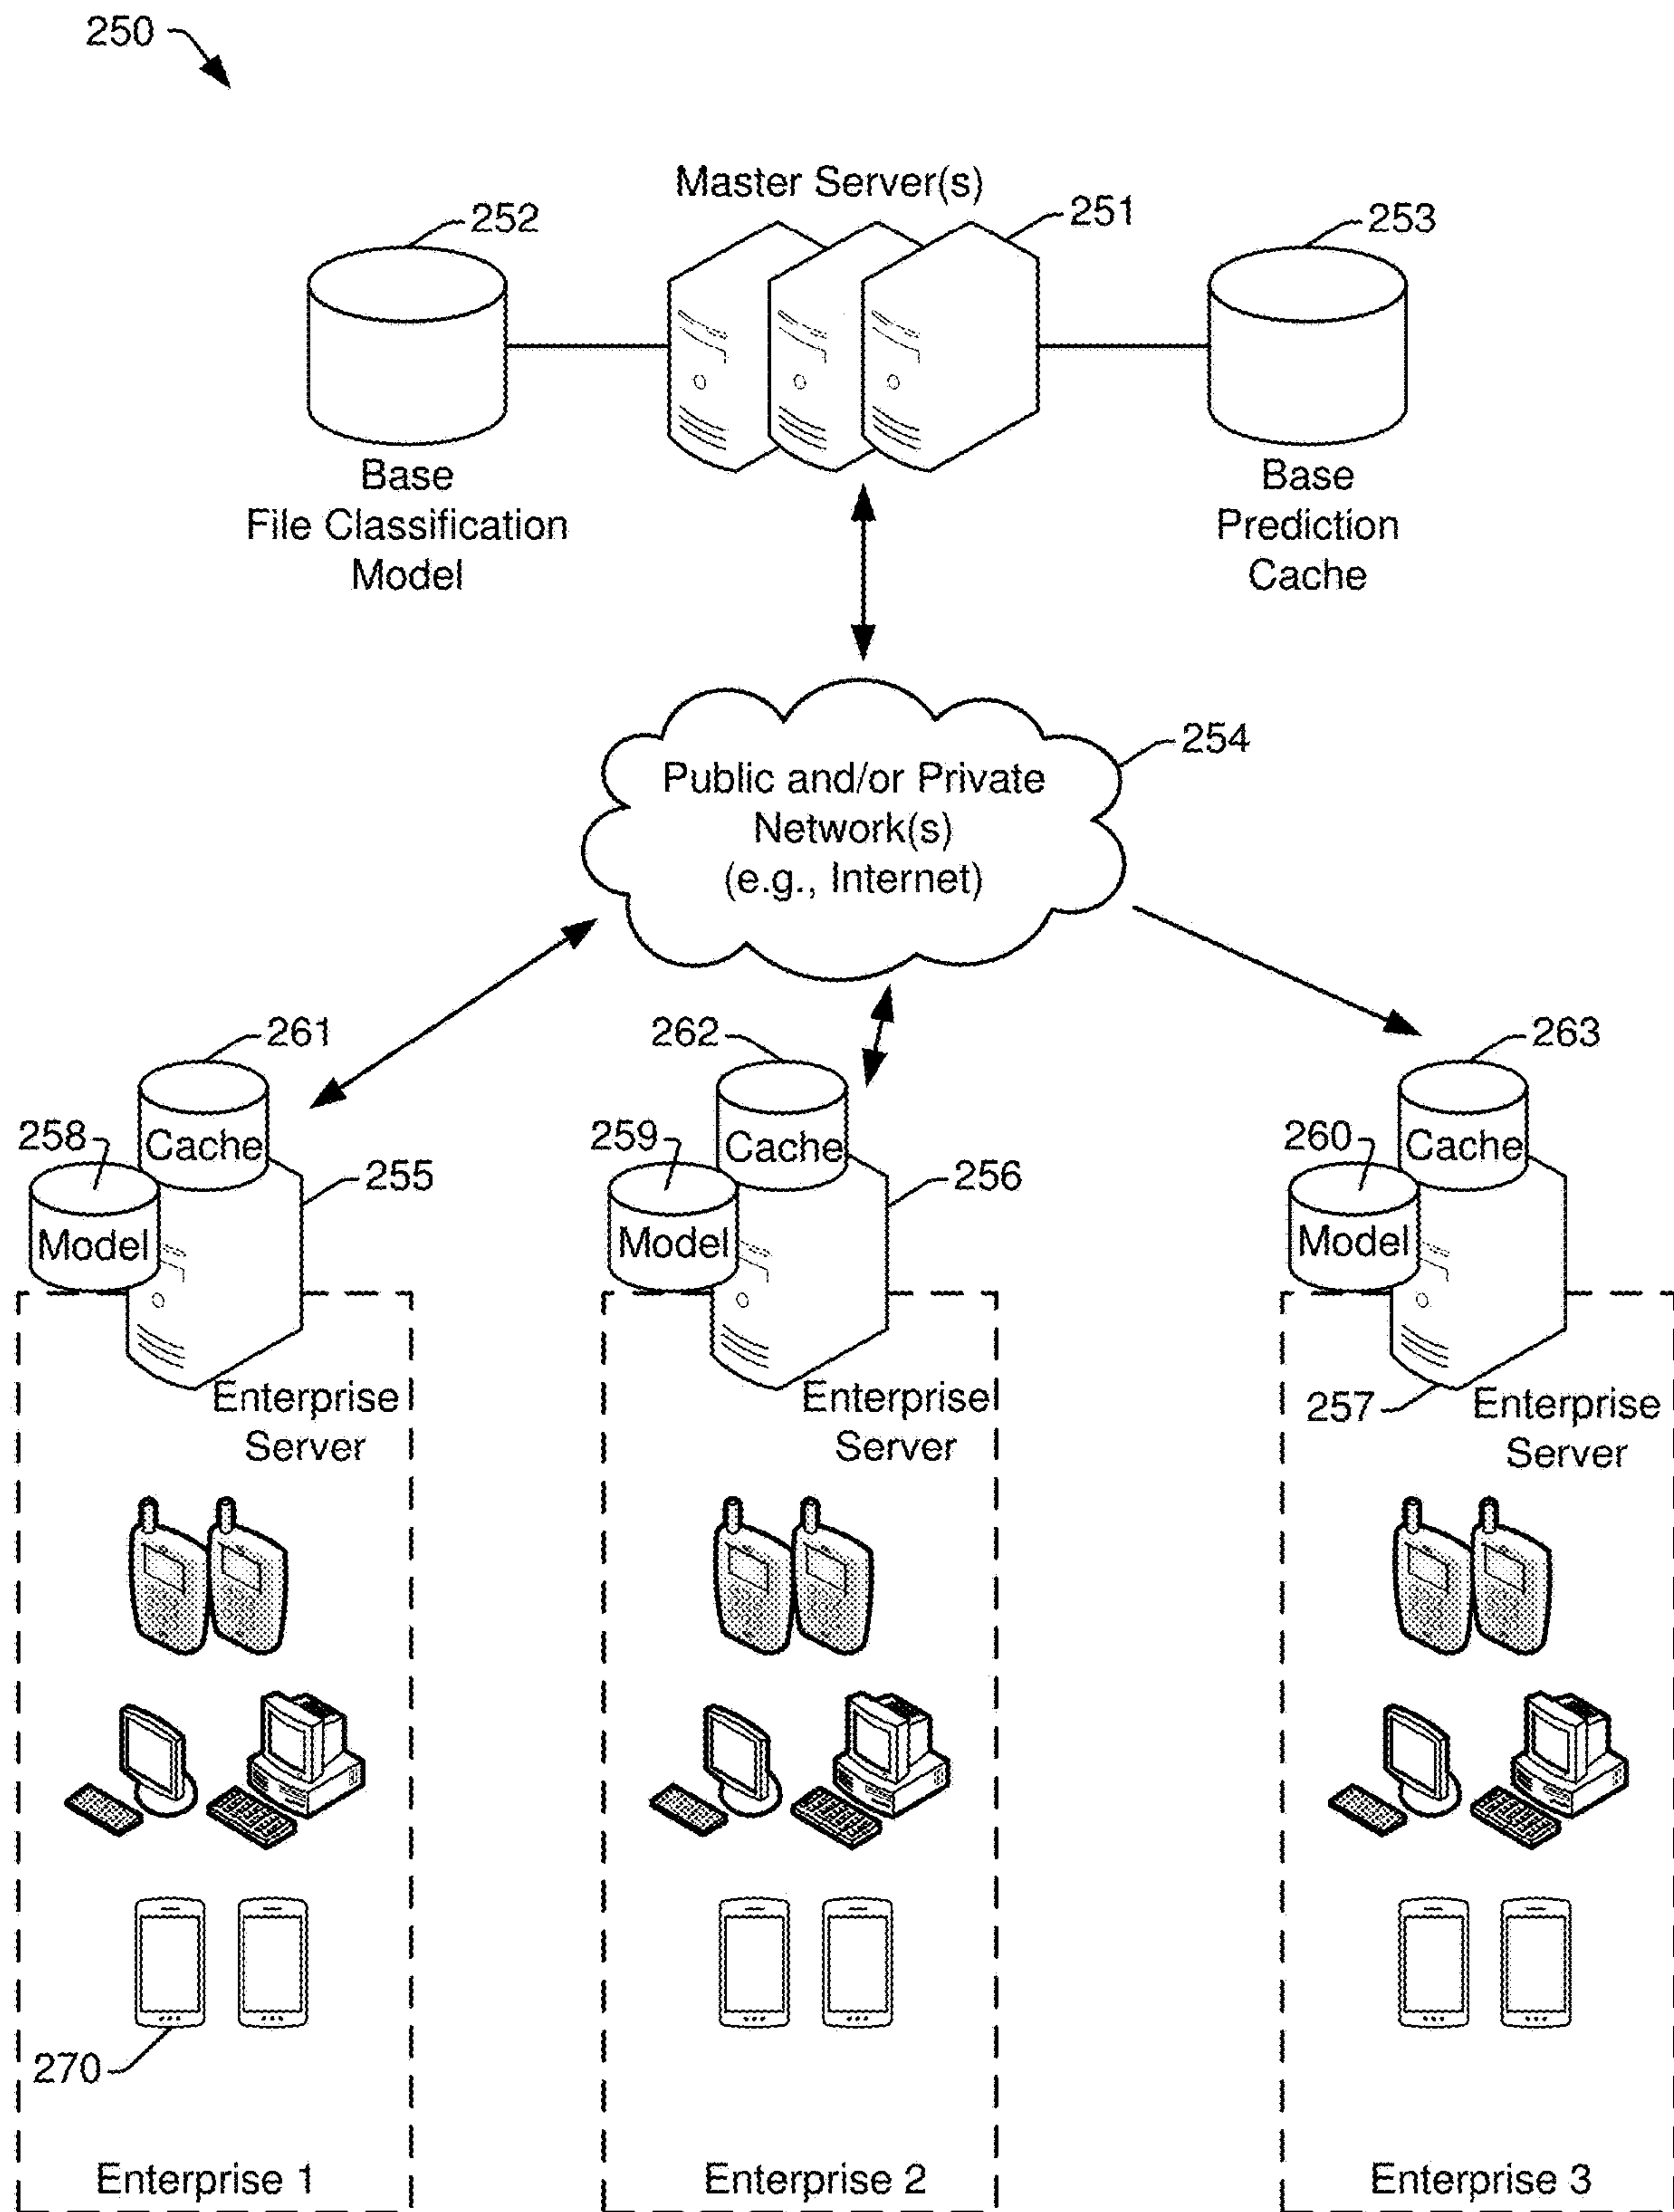 250
Master Server(s)
252
251
253
Base
File Classification
Model
Base
Prediction
Cache
254
Public and/or Private
Network(s)
(e.g., Internet)
261
262
263
258
Cache
259
Cache
260
Cache
255
256
Model
Model
Model
Enterprise
Server
Enterprise
Server
257
Enterprise
Server
270
Enterprise 1
Enterprise 2
Enterprise 3